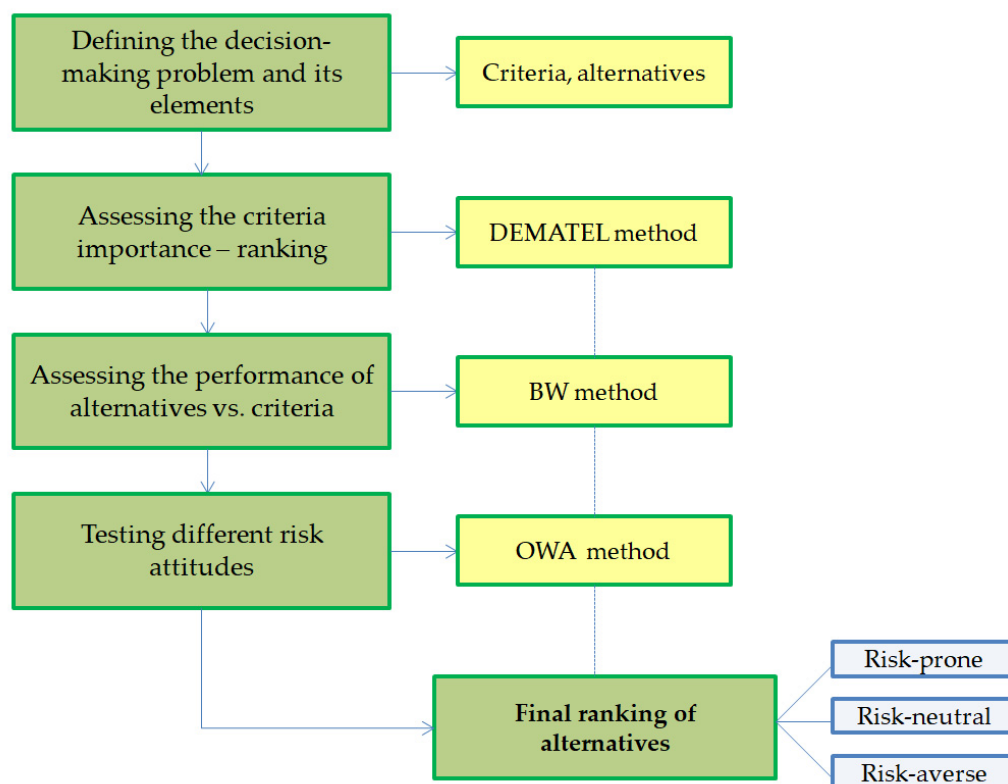 Defining the decision-
making problem and its
elements
Criteria, alternatives
Assessing the criteria
importance – ranking
DEMATEL method
Assessing the performance of
alternatives vs. criteria
BW method
Testing different risk
attitudes
OWA method
Final ranking of
alternatives
Risk-prone
Risk-neutral
Risk-averse